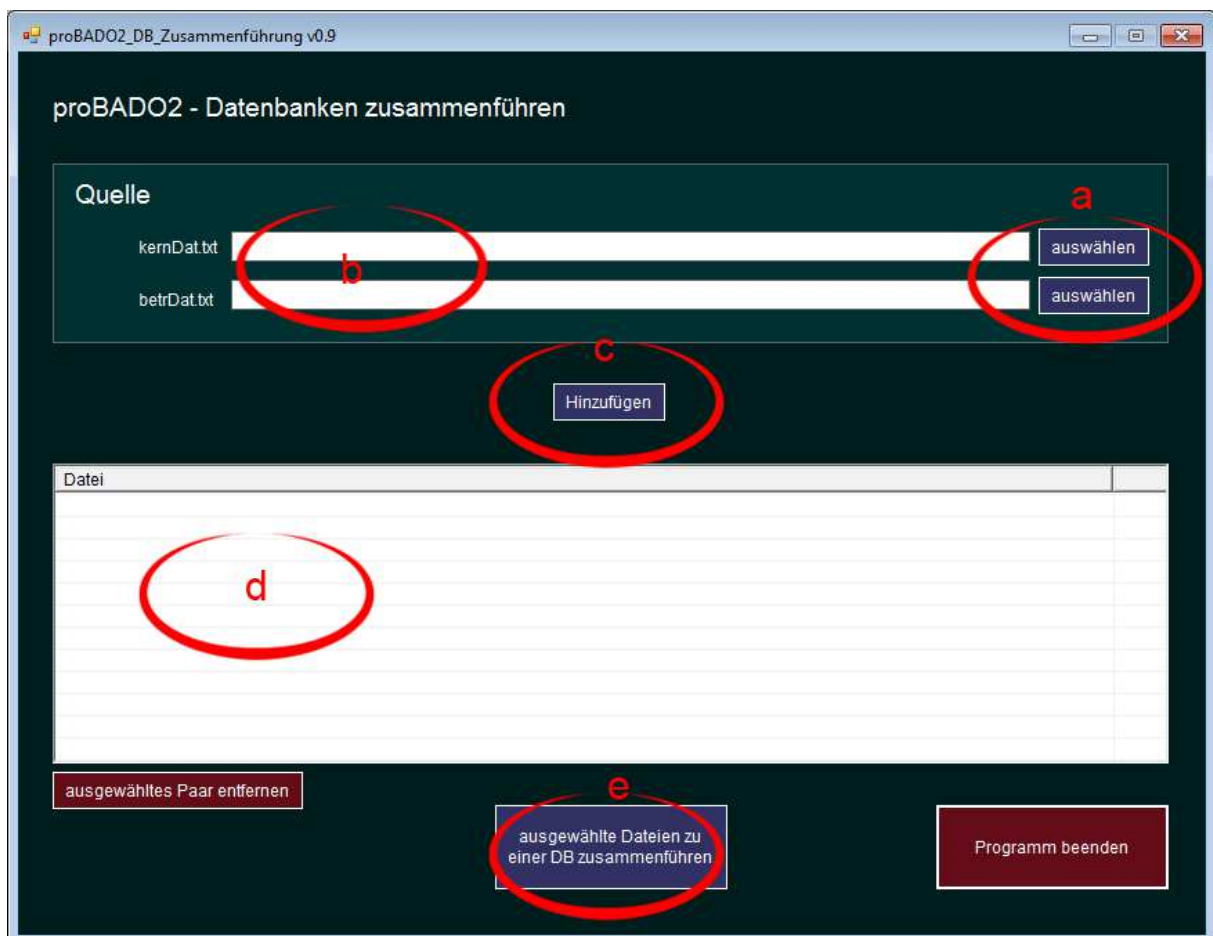 proBADO2_DB_Zusammenführung v0.9
proBADO2 - Datenbanken zusammenführen
Quelle
a
kernDat.txt
auswählen
b
betrDat.txt
auswählen
c
Hinzufügen
Datei
d
ausgewähltes Paar entfernen
e
ausgewählte Dateien zu
einer DB zusammenführen
Programm beenden